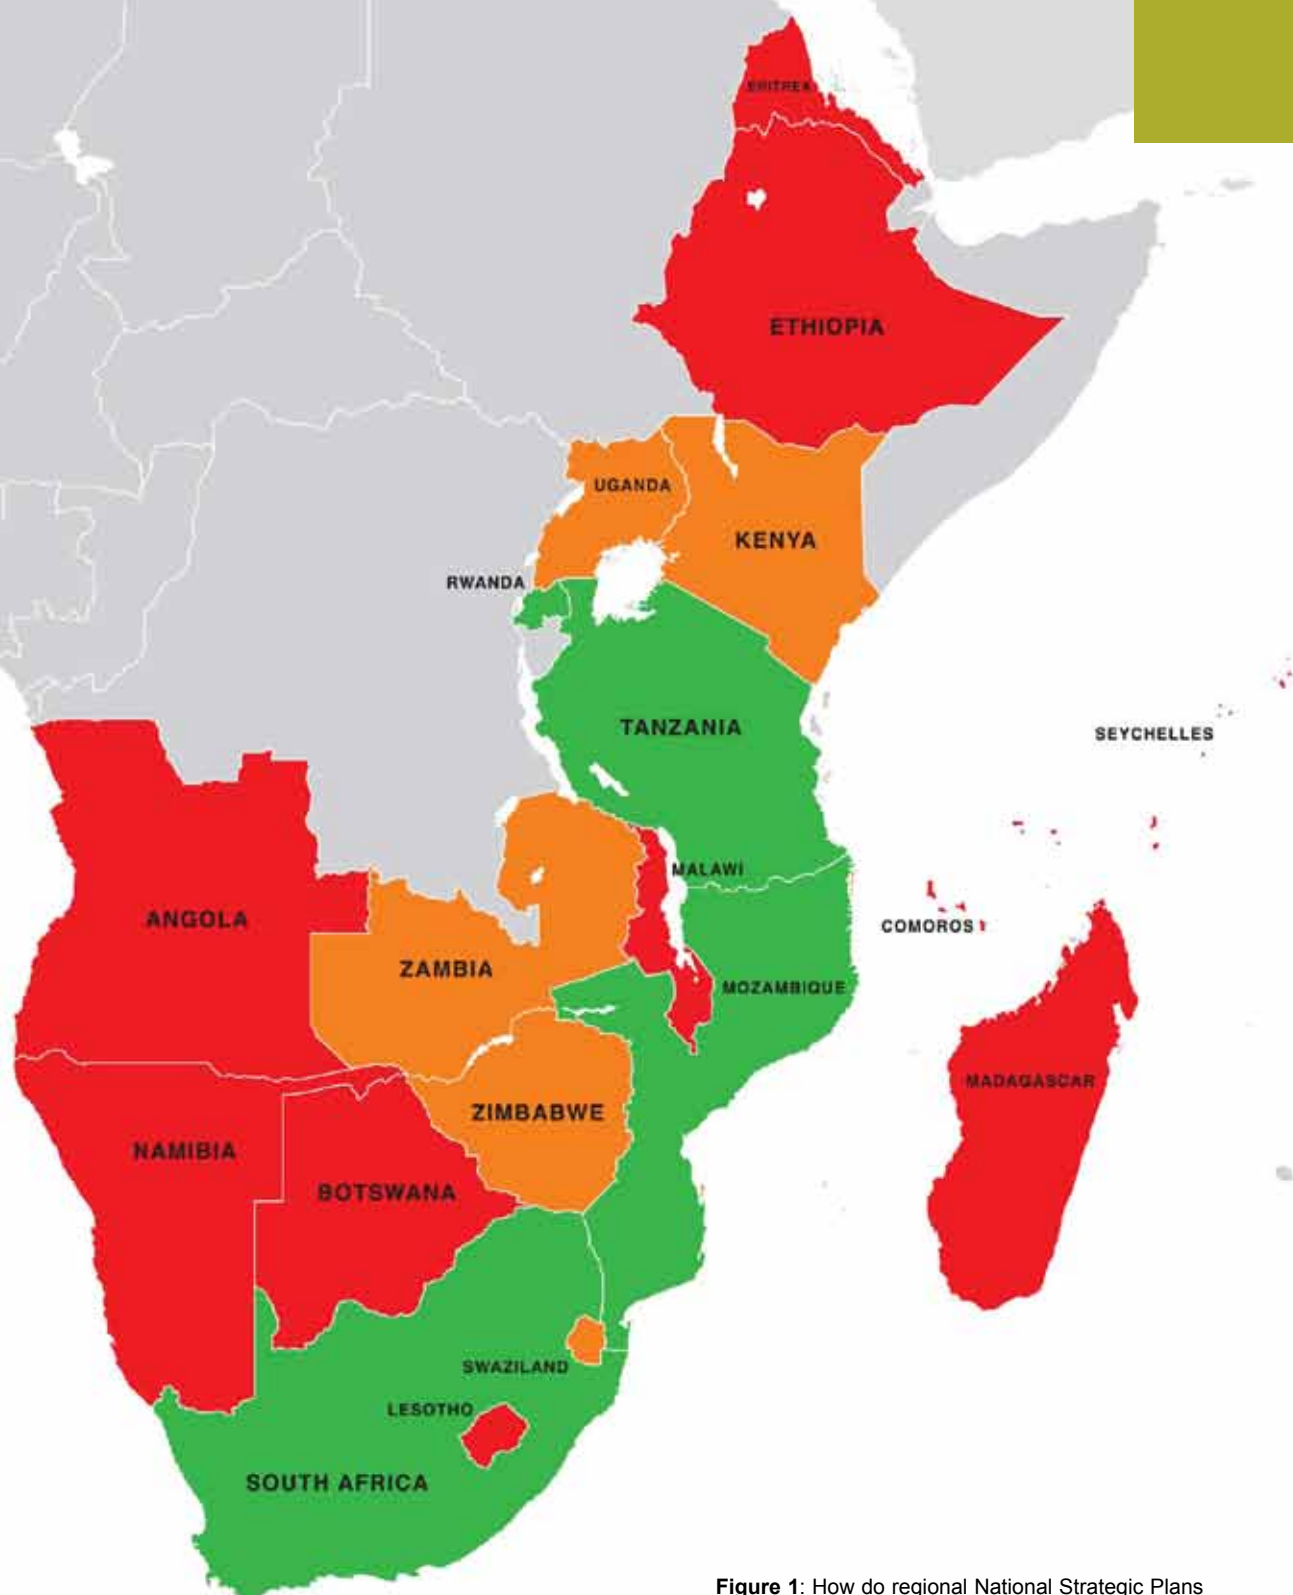 ERITREA
ETHIOPIA
UGANDA
KENYA
RWANDA
TANZANIA
SEYCHELLES
MALAWI
ANGOLA
COMOROS
ZAMBIA
MOZAMBIQUE
MADAGASCAR
ZIMBABWE
NAMIBIA
BOTSWANA
SWAZILAND
LESOTHO
SOUTH AFRICA
Figure 1: How do regional National Strategic Plans